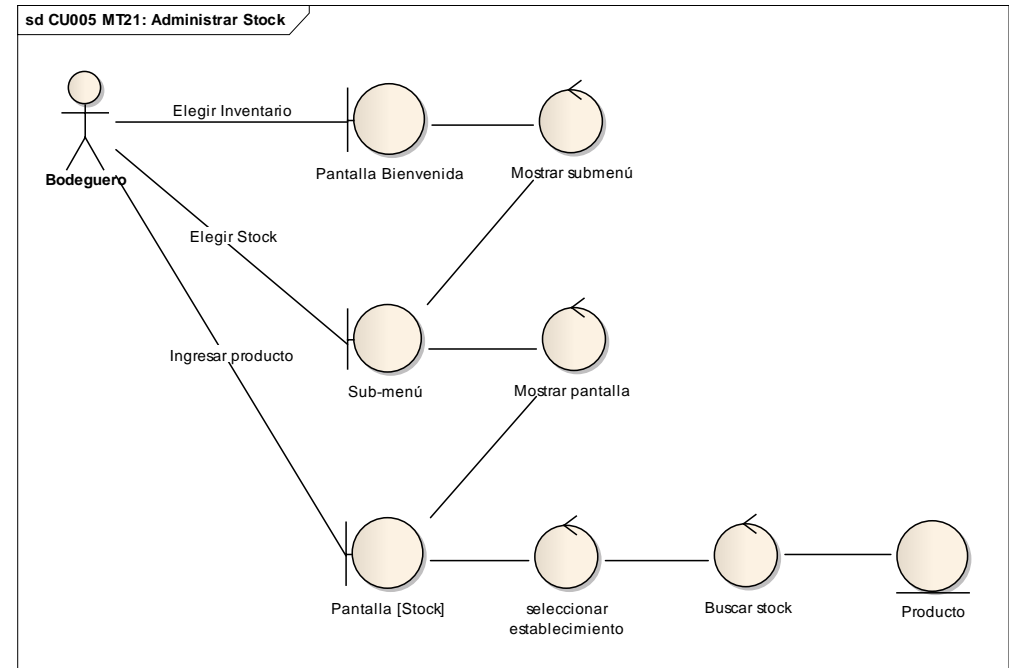 sd CU005 MT21: Administrar Stock
Elegir Inventario
Bodeguero
Pantalla Bienvenida
Mostrar submenú
Elegir Stock
Ingresar producto
Sub-menú
Mostrar pantalla
Pantalla [Stock]
seleccionar
establecimiento
Buscar stock
Producto